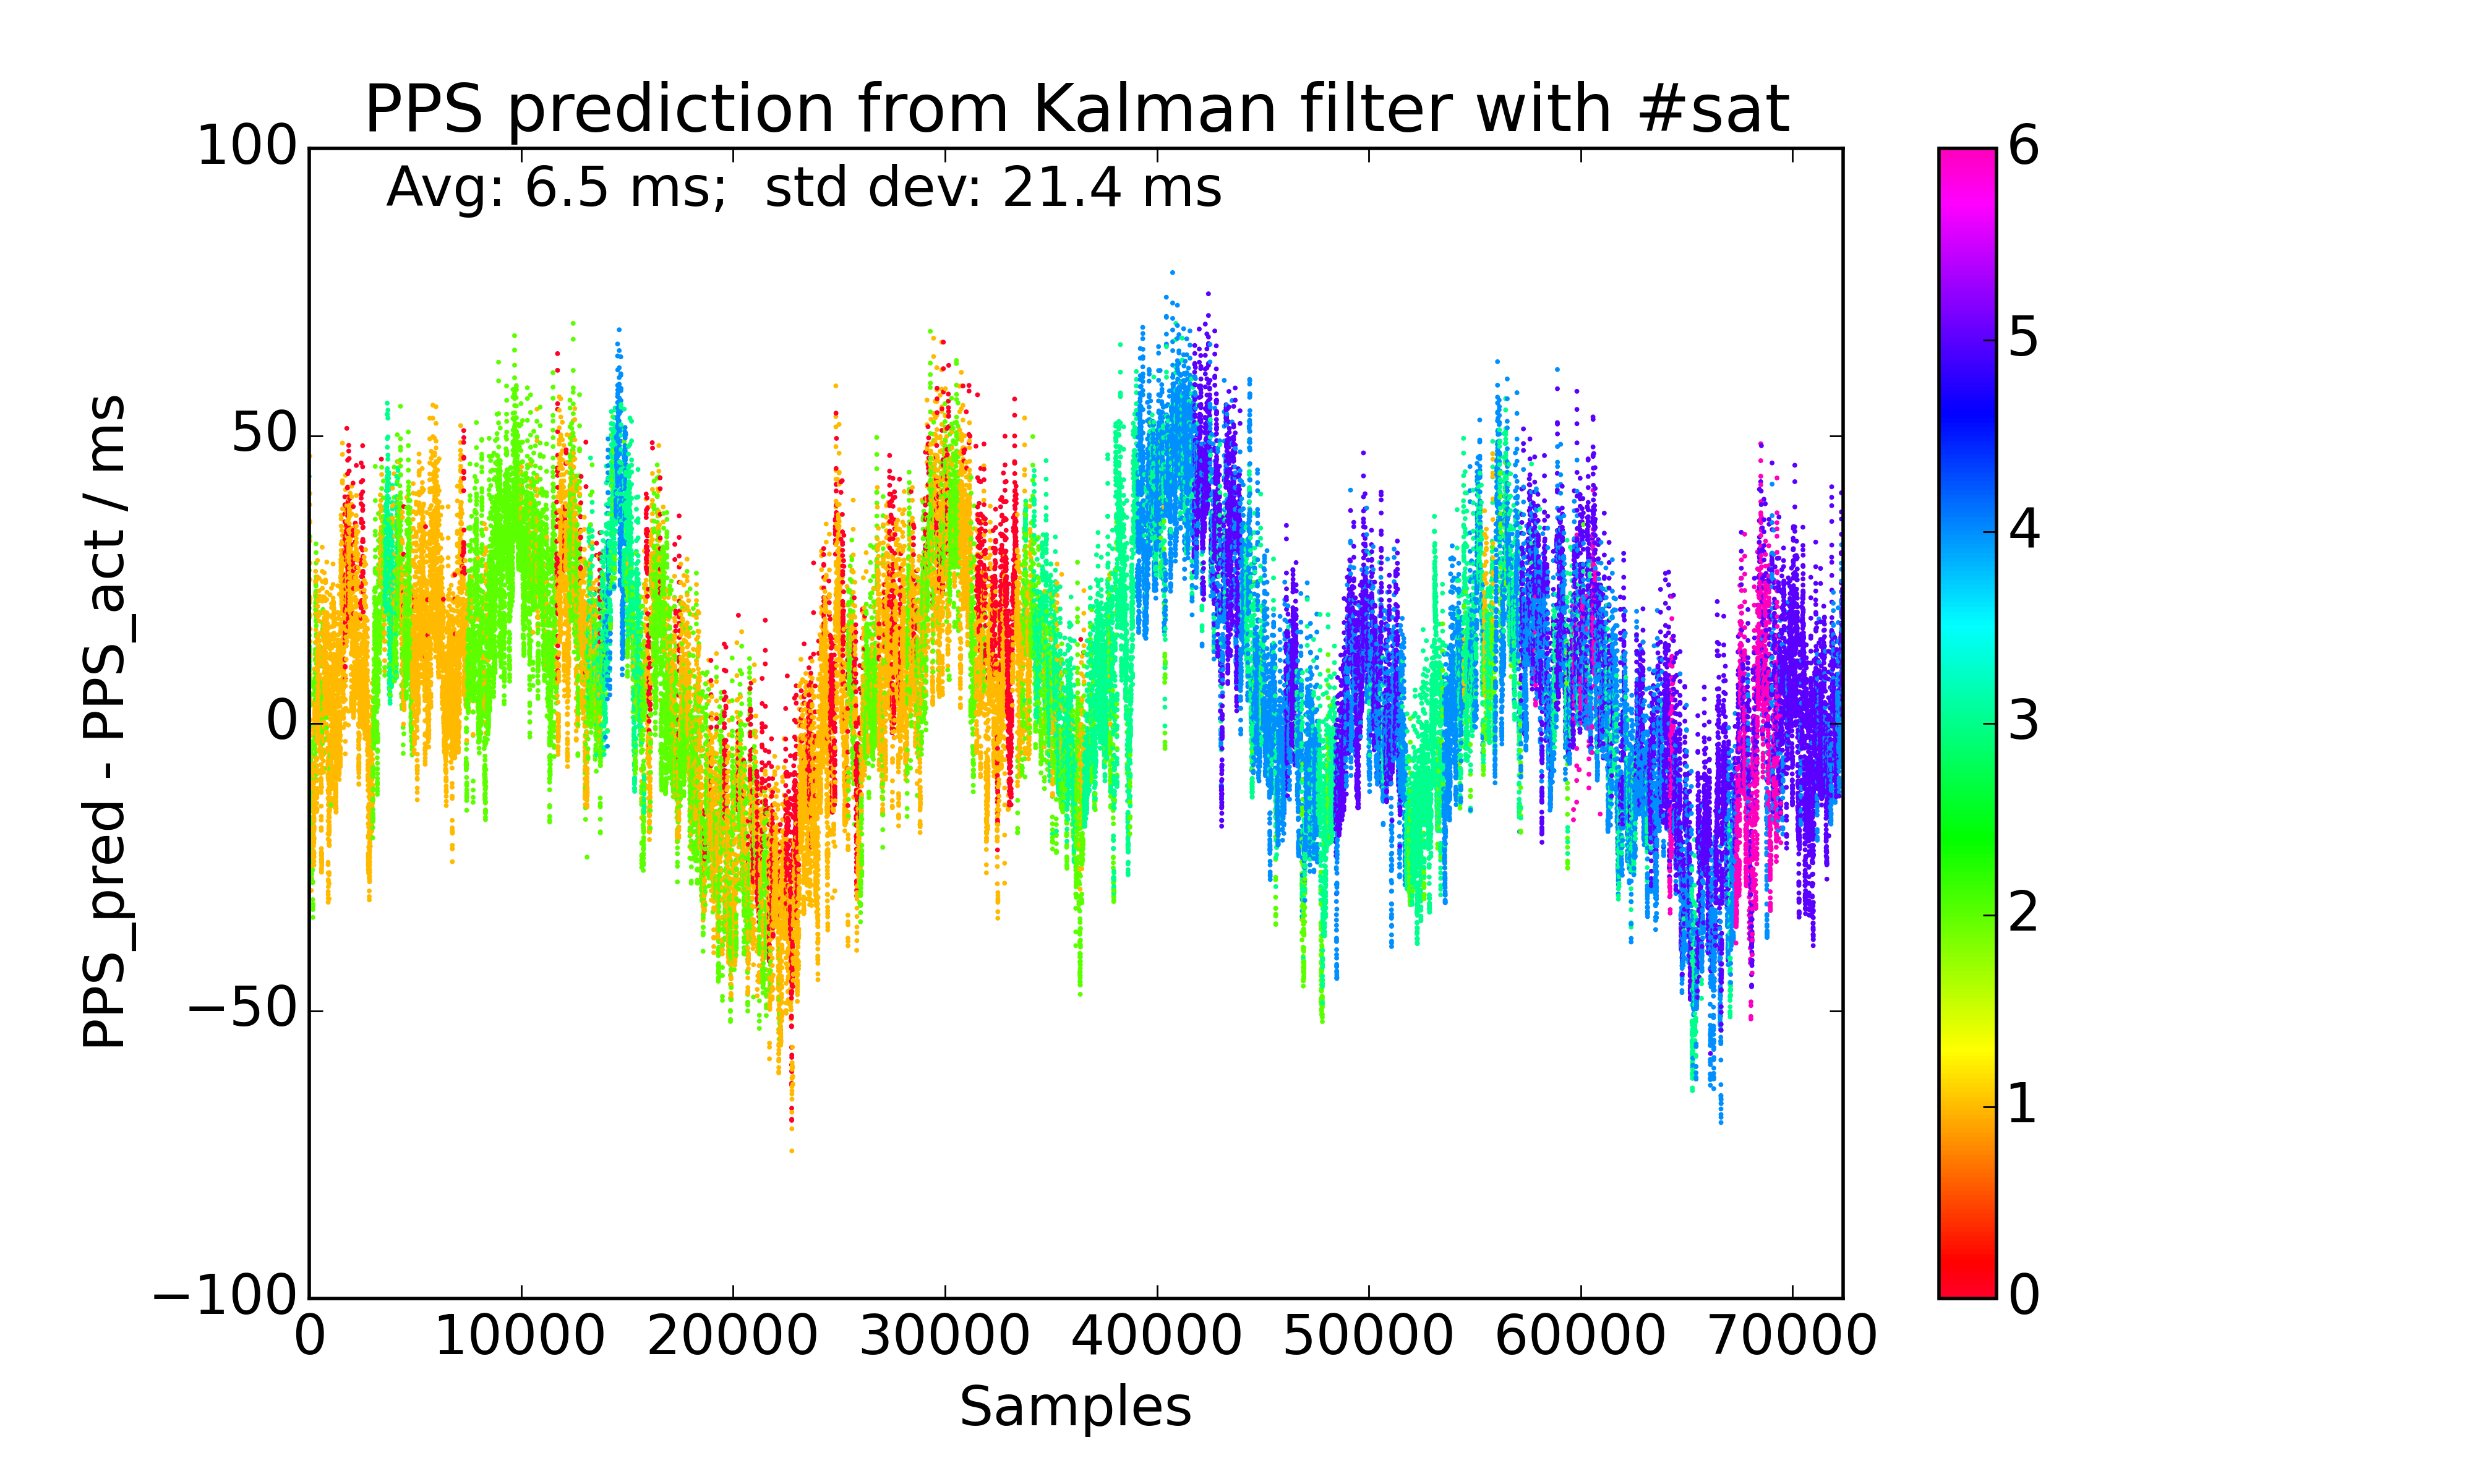 PPS prediction from Kalman filter with #sat
Avg: 6.5 ms;  std dev: 21.4 ms
PPS_pred - PPS_act / ms
100
50
0
−50
−100
0 10000 20000 30000 40000 50000 60000 70000
Samples
6
5
4
3
2
1
0